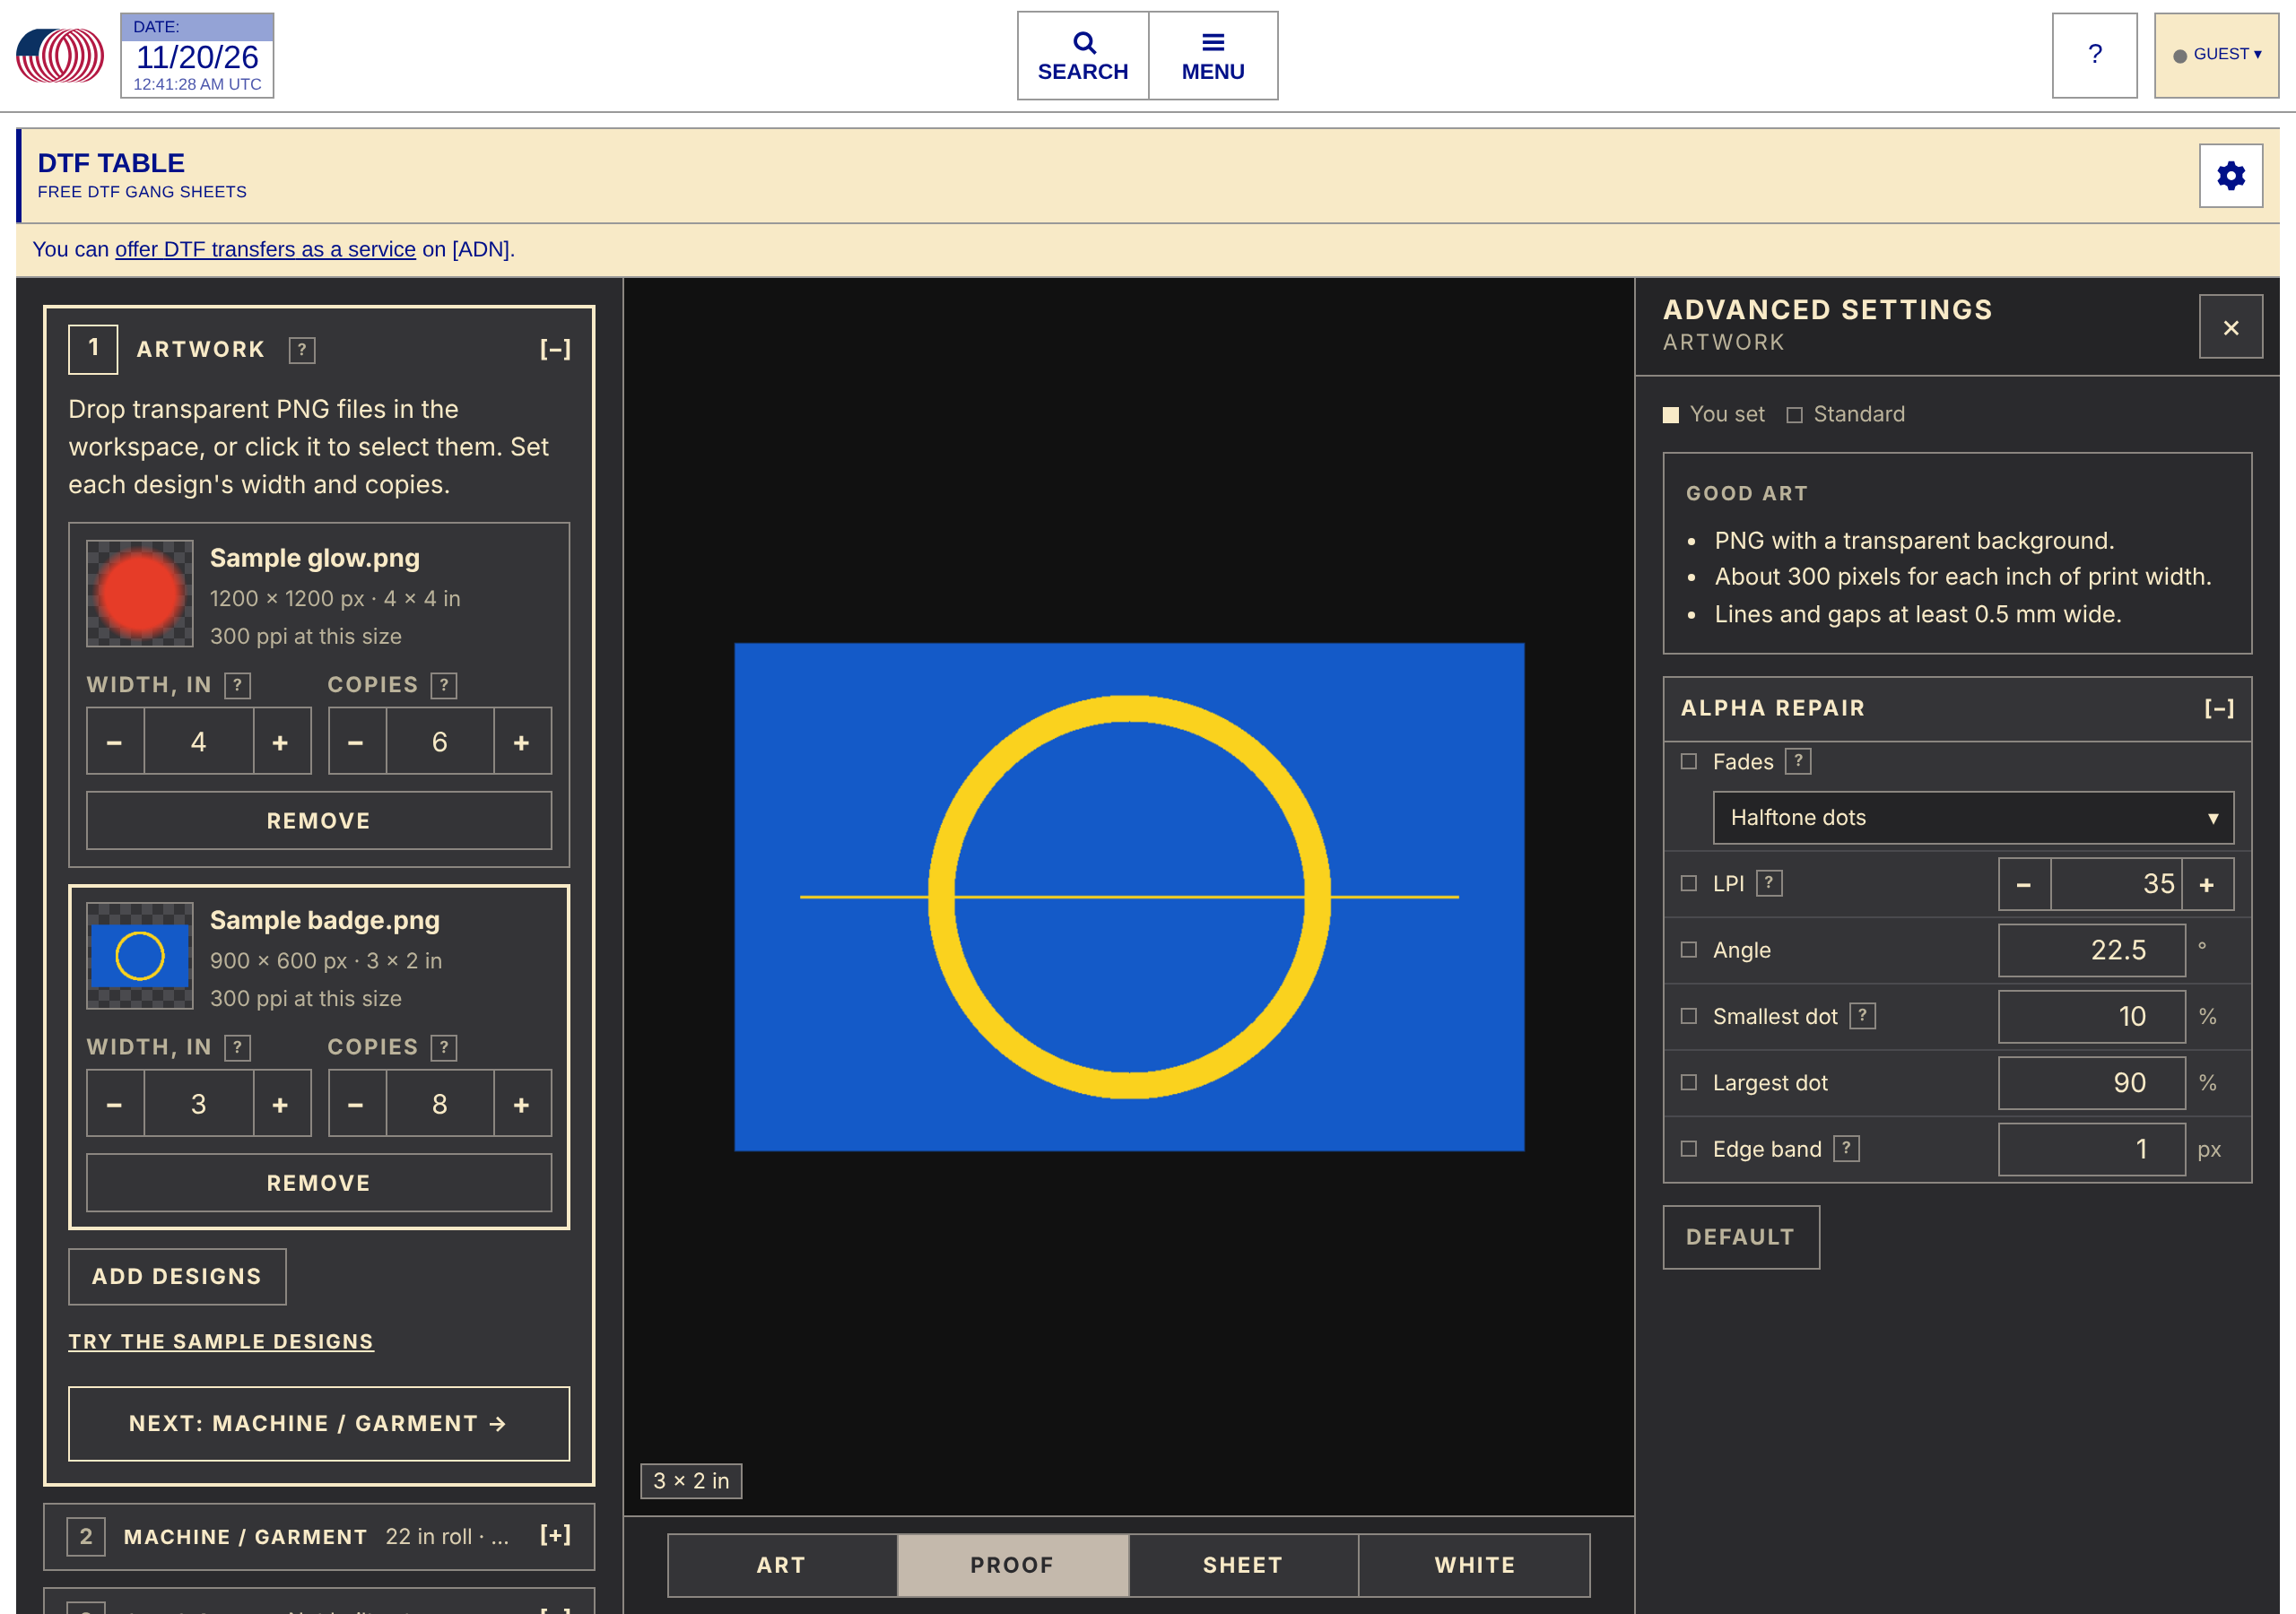 DATE:
11/20/26
12:41:28 AM UTC
SEARCH
MENU
?
GUEST ▾
DTF TABLE
FREE DTF GANG SHEETS
You can offer DTF transfers as a service on [ADN].
1 ARTWORK ? [–]
Drop transparent PNG files in the
workspace, or click it to select them. Set
each design's width and copies.
Sample glow.png
1200 × 1200 px · 4 × 4 in
300 ppi at this size
WIDTH, IN ? COPIES ?
– 4 + – 6 +
REMOVE
Sample badge.png
900 × 600 px · 3 × 2 in
300 ppi at this size
WIDTH, IN ? COPIES ?
– 3 + – 8 +
REMOVE
ADD DESIGNS
TRY THE SAMPLE DESIGNS
NEXT: MACHINE / GARMENT →
2 MACHINE / GARMENT 22 in roll · ... [+]
3 × 2 in
ART PROOF SHEET WHITE
ADVANCED SETTINGS
ARTWORK
×
You set Standard
GOOD ART
• PNG with a transparent background.
• About 300 pixels for each inch of print width.
• Lines and gaps at least 0.5 mm wide.
ALPHA REPAIR [–]
Fades ?
Halftone dots ▾
LPI ? – 35 +
Angle 22.5 °
Smallest dot ? 10 %
Largest dot 90 %
Edge band ? 1 px
DEFAULT